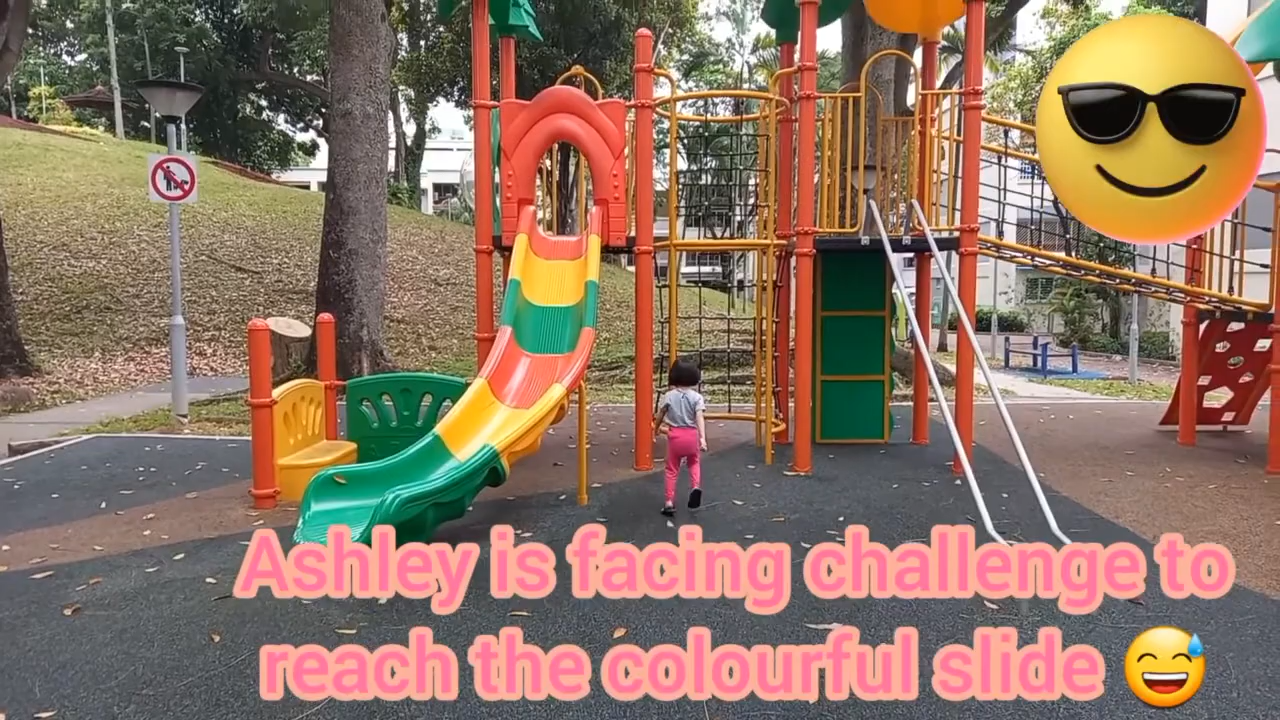 Ashley is facing challenge to
reach the colourful slide 😅